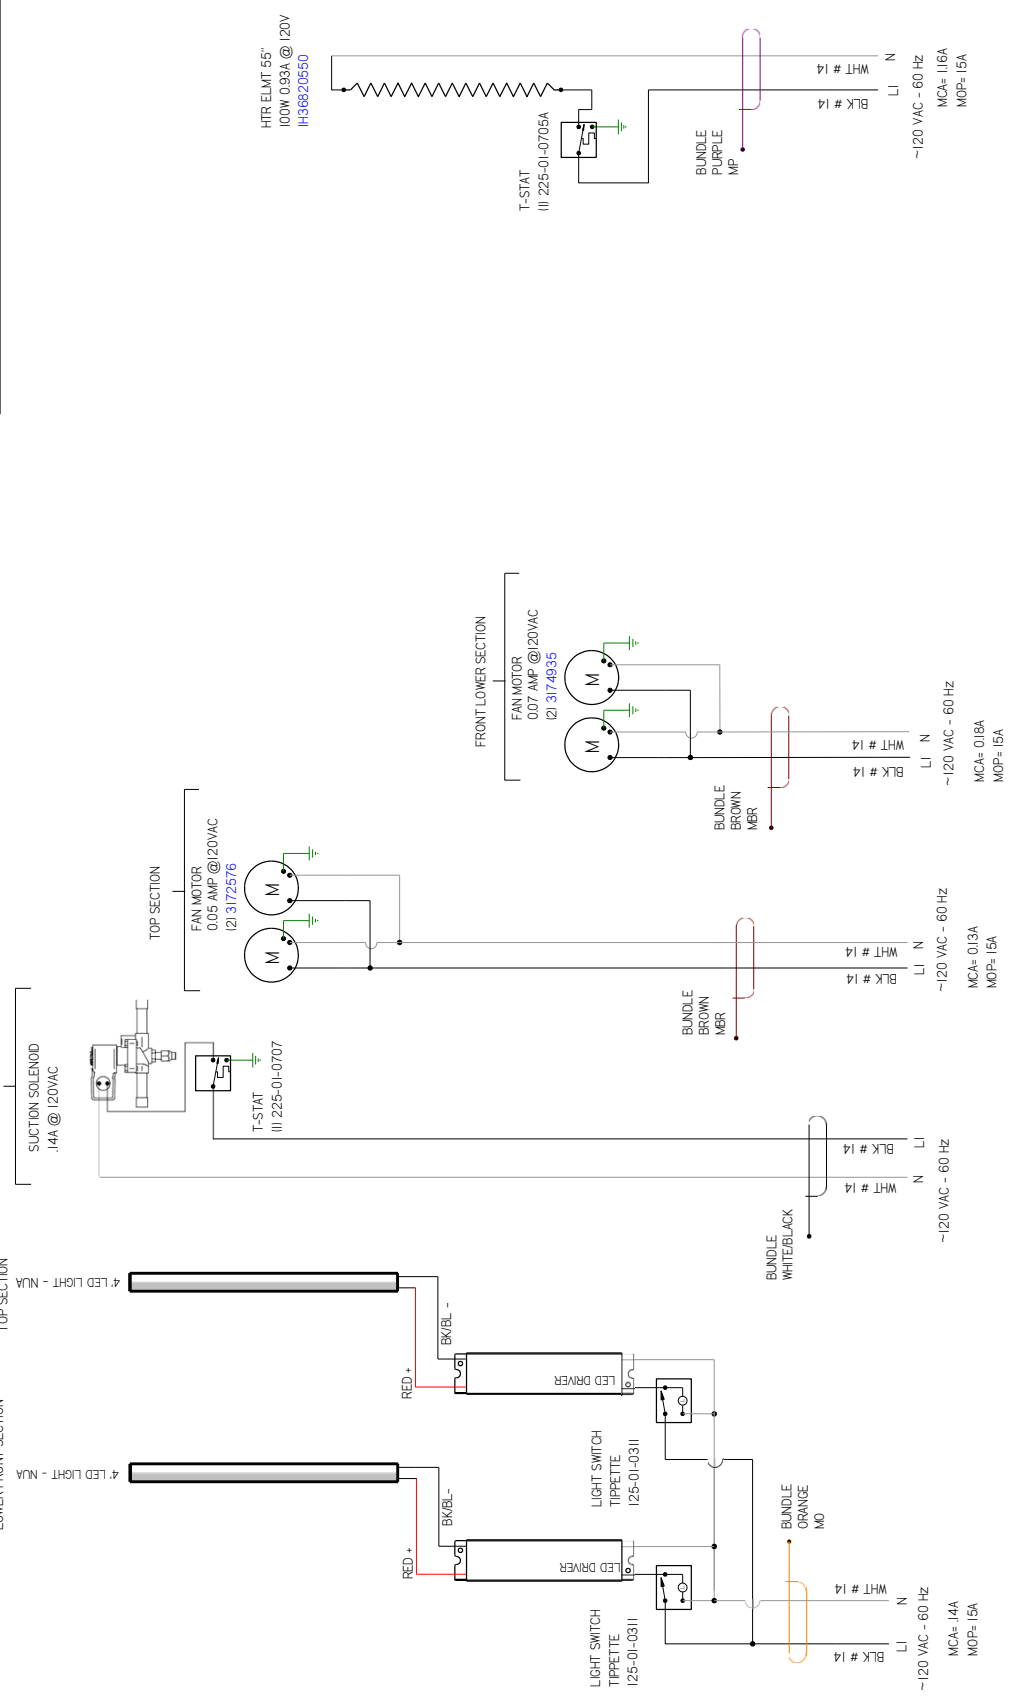 HTR ELMT 55"
100W 0.93A @ 120V
1H36820550
T-STAT
(1) 225-01-0705A
BUNDLE
PURPLE
MP
WHT # 14
BLK # 14
N
L1
~120 VAC - 60 Hz
MCA= 1.16A
MOP= 15A
FRONT LOWER SECTION
FAN MOTOR
0.07 AMP @120VAC
(2) 3174935
M
M
BUNDLE
BROWN
MBR
WHT # 14
BLK # 14
N
L1
~120 VAC - 60 Hz
MCA= 0.18A
MOP= 15A
TOP SECTION
FAN MOTOR
0.05 AMP @120VAC
(2) 3172576
M
M
BUNDLE
BROWN
MBR
WHT # 14
BLK # 14
N
L1
~120 VAC - 60 Hz
MCA= 0.13A
MOP= 15A
SUCTION SOLENOID
.14A @ 120VAC
T-STAT
(1) 225-01-0707
BUNDLE
WHITE/BLACK
BLK # 14
WHT # 14
L1
N
~120 VAC - 60 Hz
TOP SECTION
4' LED LIGHT - NUA
RED +
BK/BL -
LED DRIVER
LIGHT SWITCH
TIPPETTE
125-01-0311
LOWER FRONT SECTION
4' LED LIGHT - NUA
RED +
BK/BL-
LED DRIVER
LIGHT SWITCH
TIPPETTE
125-01-0311
BUNDLE
ORANGE
MO
WHT # 14
BLK # 14
N
L1
~120 VAC - 60 Hz
MCA= .14A
MOP= 15A